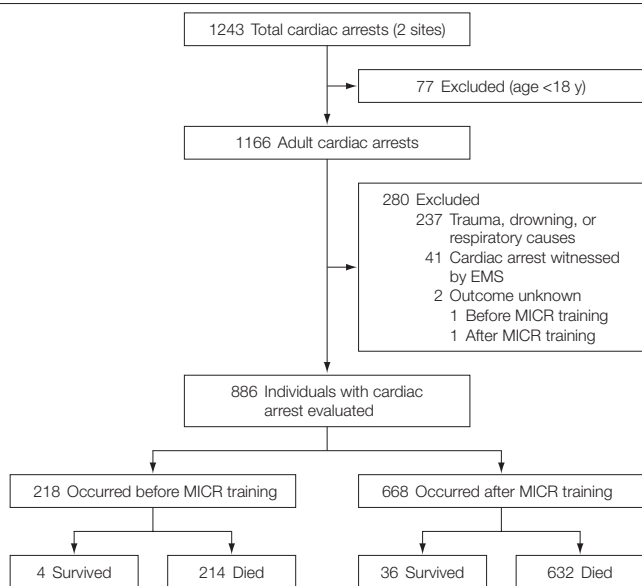 1243 Total cardiac arrests (2 sites)
77 Excluded (age <18 y)
1166 Adult cardiac arrests
280 Excluded
237 Trauma, drowning, or
respiratory causes
41 Cardiac arrest witnessed
by EMS
2 Outcome unknown
1 Before MICR training
1 After MICR training
886 Individuals with cardiac
arrest evaluated
218 Occurred before MICR training
668 Occurred after MICR training
4 Survived
214 Died
36 Survived
632 Died